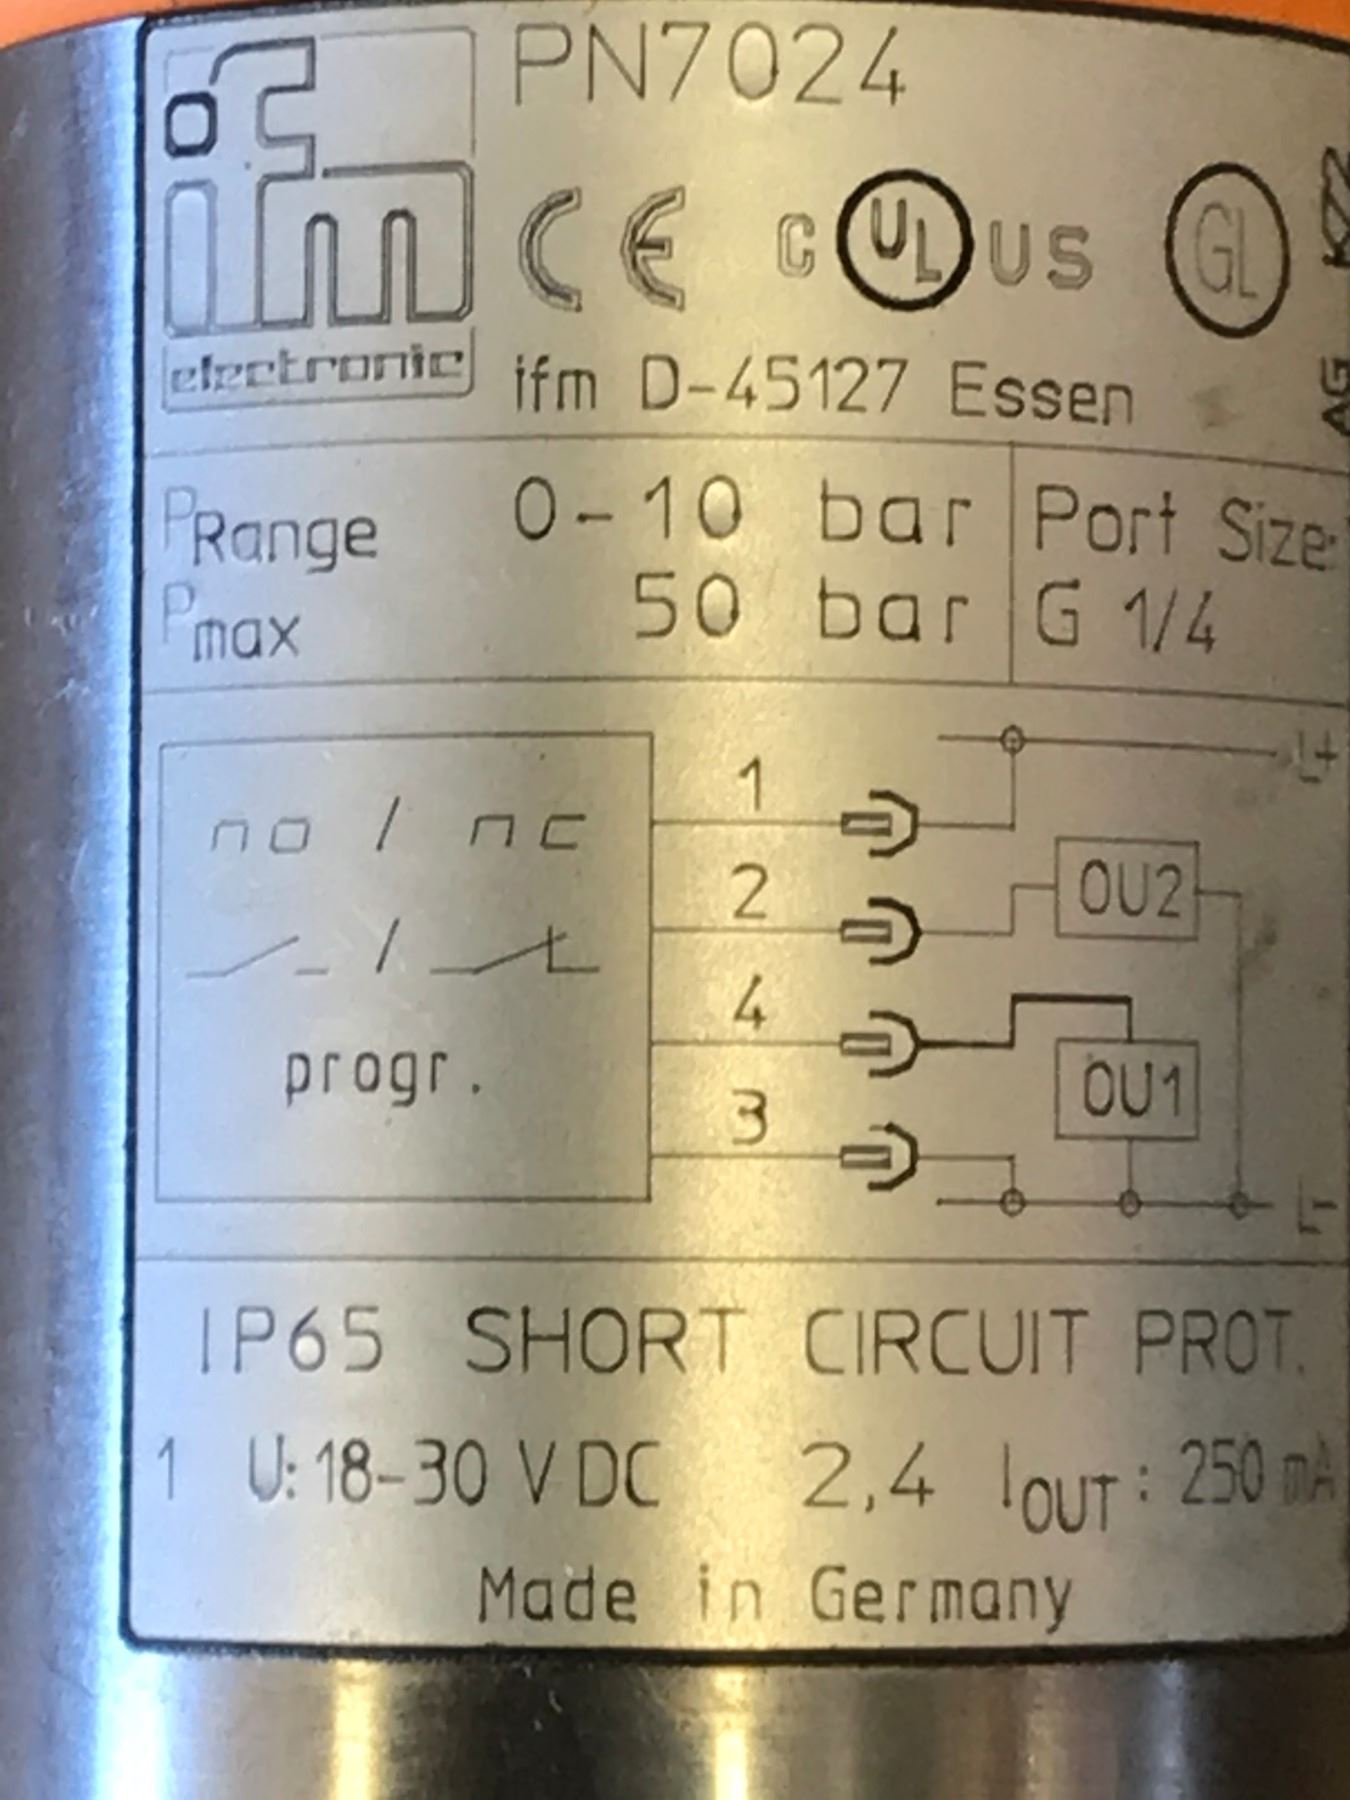 PN7024
ifm
electronic
CE c UL US GL
ifm D-45127 Essen
AG
PRange 0-10 bar
Pmax 50 bar
Port Size:
G 1/4
no / nc
progr.
1
2
4
3
L+
OU2
OU1
L-
IP65 SHORT CIRCUIT PROT.
1 U: 18-30 V DC 2,4 IOUT: 250 mA
Made in Germany